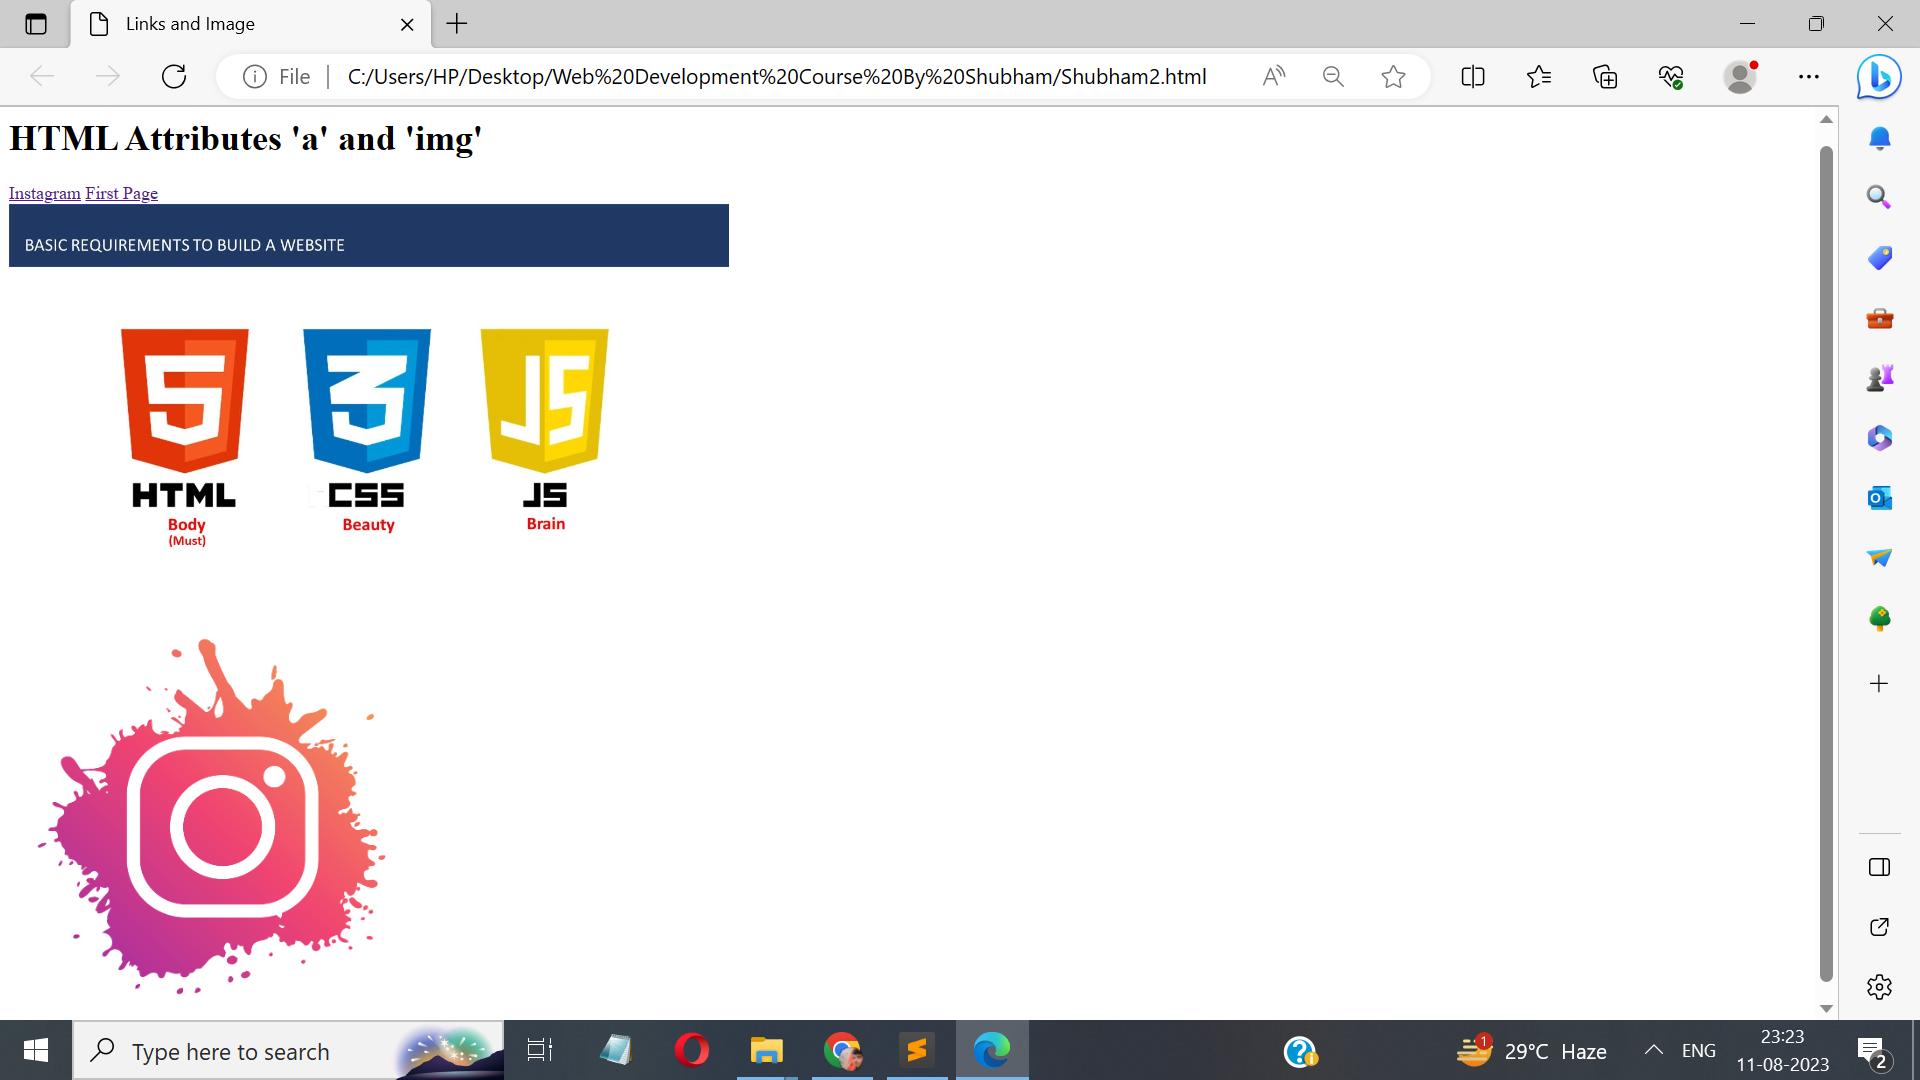 Links and Image
File
C:/Users/HP/Desktop/Web%20Development%20Course%20By%20Shubham/Shubham2.html
HTML Attributes 'a' and 'img'
Instagram First Page
BASIC REQUIREMENTS TO BUILD A WEBSITE
5 3 JS
HTML CSS JS
Body Beauty Brain
(Must)
Type here to search
1
29°C Haze
ENG
23:23
11-08-2023
2